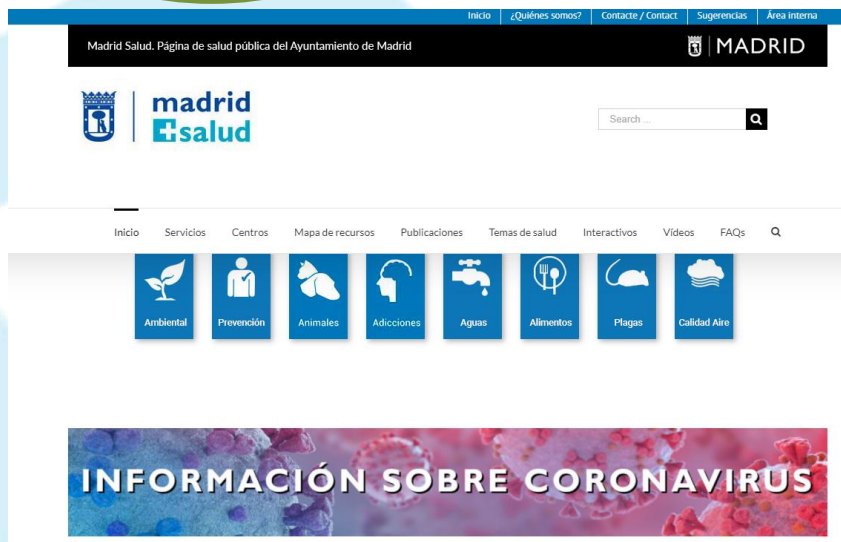 Inicio ¿Quiénes somos? Contacte / Contact Sugerencias Área interna
Madrid Salud. Página de salud pública del Ayuntamiento de Madrid MADRID
madrid
salud
Search ...
Inicio Servicios Centros Mapa de recursos Publicaciones Temas de salud Interactivos Vídeos FAQs
Ambiental Prevención Animales Adicciones Aguas Alimentos Plagas Calidad Aire
INFORMACIÓN SOBRE CORONAVIRUS